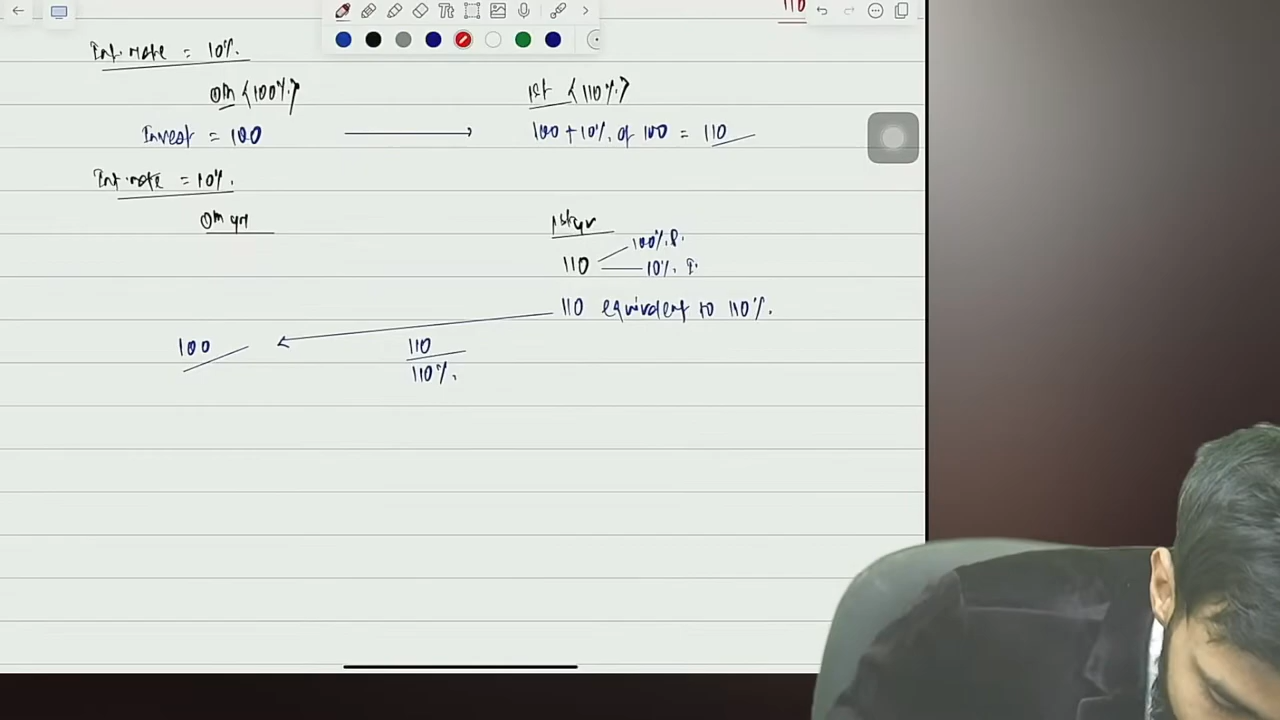 110
Int. rate = 10%.
0th {100%}
1st {110%}
Invest = 100
100 + 10% of 100 = 110
Int. rate = 10%.
0th yr
1st yr
100% P.
110
10% I.
110 equivalent to 110%.
100
110
110%.